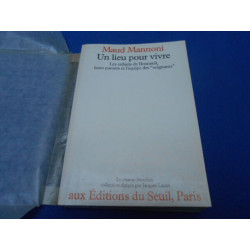 Maud Mannoni
Un lieu pour vivre
Les enfants de Bonneuil,
leurs parents et l'équipe des "soignants"
Le champ freudien
collection dirigée par Jacques Lacan
aux Éditions du Seuil, Paris